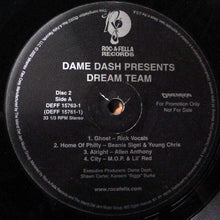 ROC-A-FELLA
RECORDS
DAME DASH PRESENTS
DREAM TEAM
Disc 2
Side A
DEFF 15763-1
(DEFF 15761-1)
33 1/3 RPM Stereo
For Promotion Only
Not For Sale
1. Ghost – Rick Vocals
2. Home Of Philly – Beanie Sigel & Young Chris
3. Alright – Allen Anthony
4. City – M.O.P. & Lil' Red
Executive Producers: Dame Dash,
Shawn Carter, Kareem "Biggs" Burke
www.rocafella.com